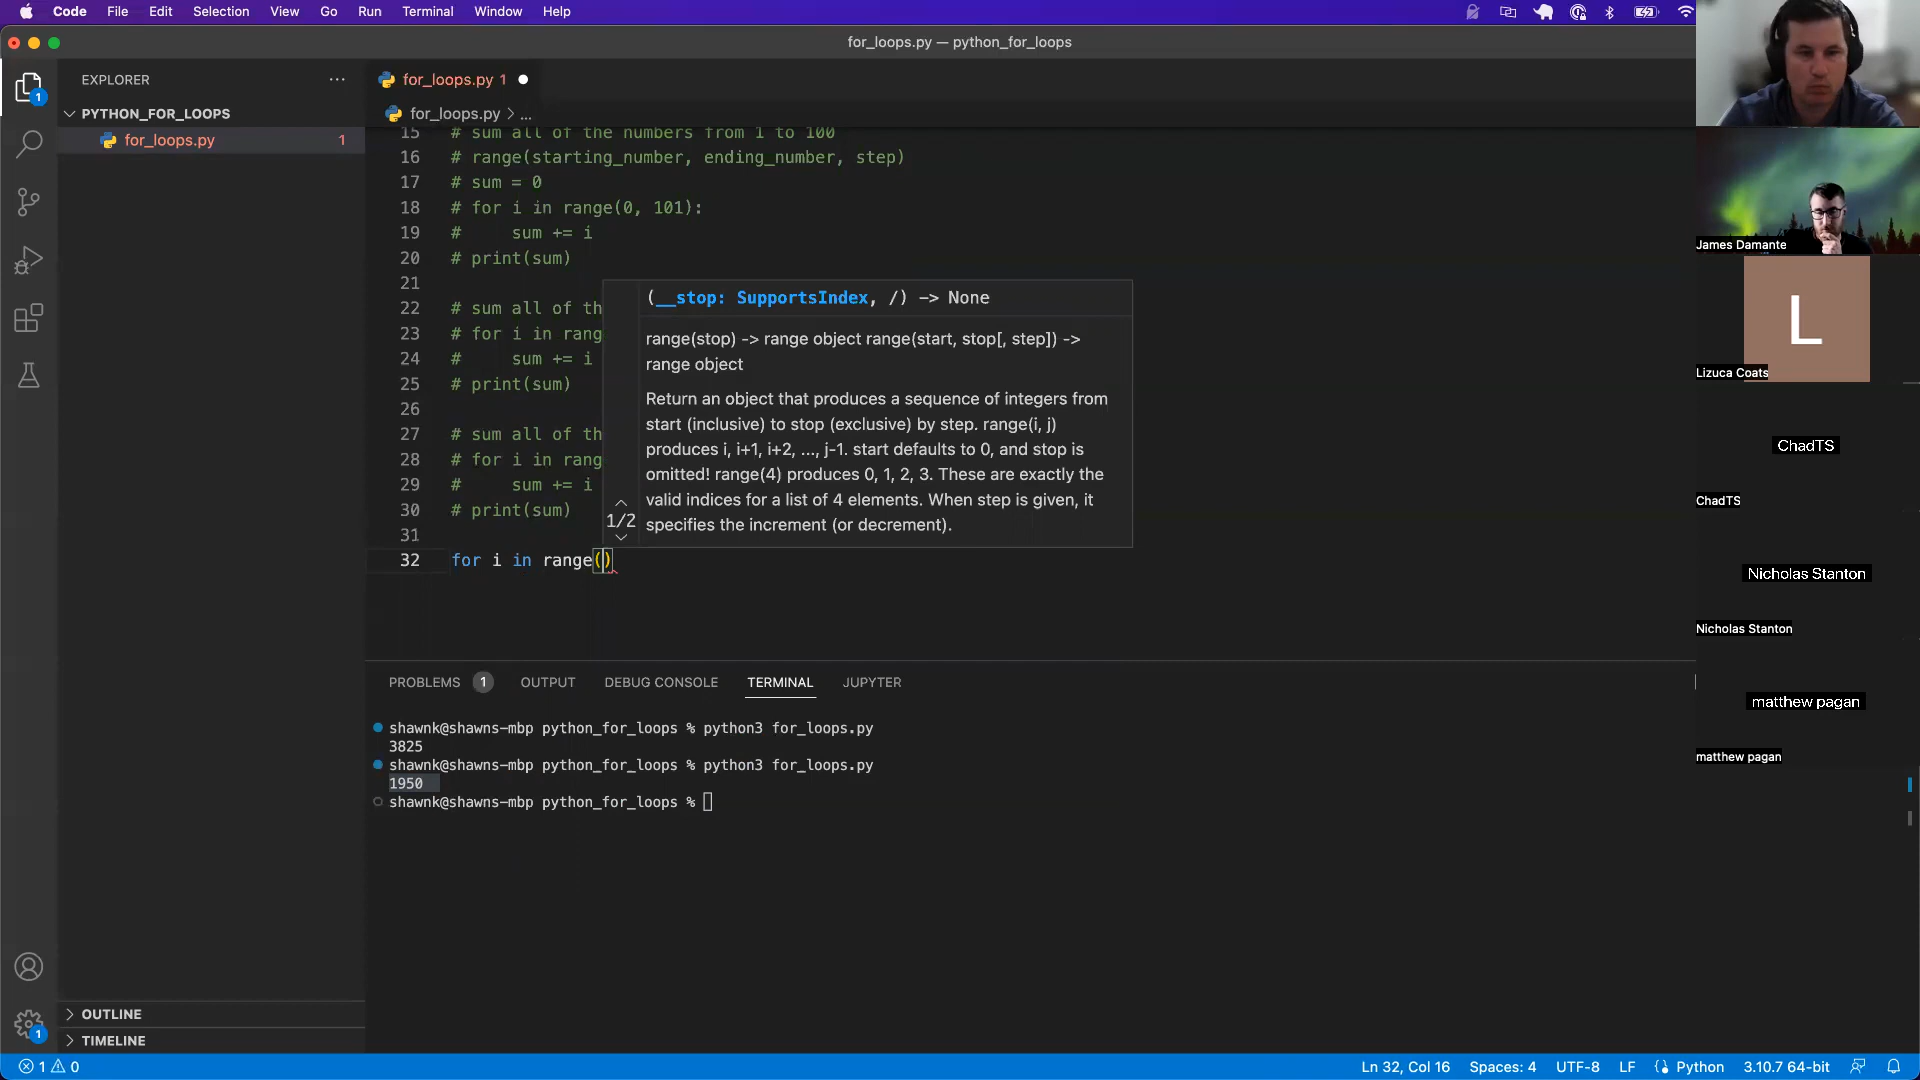 Code File Edit Selection View Go Run Terminal Window Help
for_loops.py — python_for_loops
EXPLORER
PYTHON_FOR_LOOPS
for_loops.py 1
OUTLINE
TIMELINE
1
1
for_loops.py 1
for_loops.py > ...
15 # sum all of the numbers from 1 to 100
16 # range(starting_number, ending_number, step)
17 # sum = 0
18 # for i in range(0, 101):
19 #     sum += i
20 # print(sum)
21
22 # sum all of th
23 # for i in rang
24 #     sum += i
25 # print(sum)
26
27 # sum all of th
28 # for i in rang
29 #     sum += i
30 # print(sum)
31
32 for i in range()
(__stop: SupportsIndex, /) -> None
range(stop) -> range object range(start, stop[, step]) ->
range object
Return an object that produces a sequence of integers from
start (inclusive) to stop (exclusive) by step. range(i, j)
produces i, i+1, i+2, ..., j-1. start defaults to 0, and stop is
omitted! range(4) produces 0, 1, 2, 3. These are exactly the
valid indices for a list of 4 elements. When step is given, it
specifies the increment (or decrement).
1/2
PROBLEMS 1 OUTPUT DEBUG CONSOLE TERMINAL JUPYTER
shawnk@shawns-mbp python_for_loops % python3 for_loops.py
3825
shawnk@shawns-mbp python_for_loops % python3 for_loops.py
1950
shawnk@shawns-mbp python_for_loops %
James Damante
L
Lizuca Coats
ChadTS
ChadTS
Nicholas Stanton
Nicholas Stanton
matthew pagan
matthew pagan
1 0 Ln 32, Col 16 Spaces: 4 UTF-8 LF Python 3.10.7 64-bit